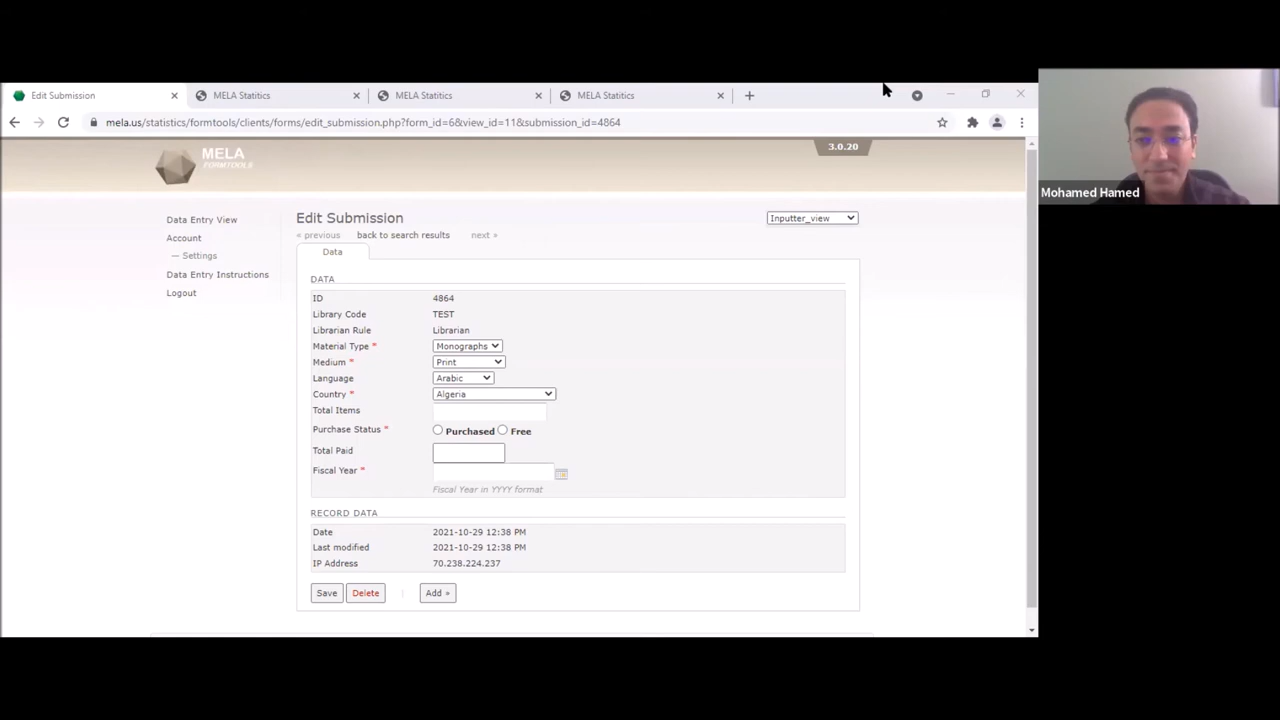 Edit Submission
MELA Statitics
MELA Statitics
MELA Statitics
mela.us/statistics/formtools/clients/forms/edit_submission.php?form_id=6&view_id=11&submission_id=4864
MELA
FORMTOOLS
3.0.20
Mohamed Hamed
Data Entry View
Account
— Settings
Data Entry Instructions
Logout
Edit Submission
Inputter_view
« previous back to search results next »
Data
DATA
ID 4864
Library Code TEST
Librarian Rule Librarian
Material Type * Monographs
Medium * Print
Language Arabic
Country * Algeria
Total Items
Purchase Status * Purchased Free
Total Paid
Fiscal Year *
Fiscal Year in YYYY format
RECORD DATA
Date 2021-10-29 12:38 PM
Last modified 2021-10-29 12:38 PM
IP Address 70.238.224.237
Save Delete | Add »